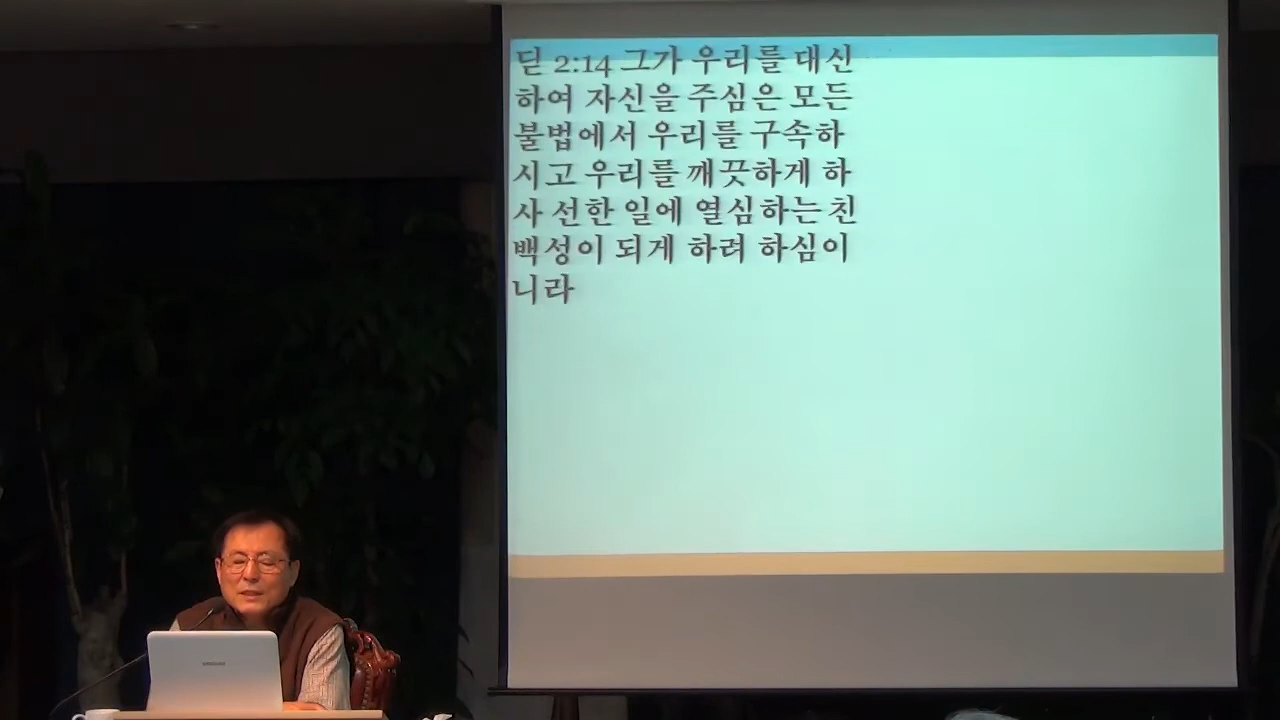 딛 2:14 그가 우리를 대신
하여 자신을 주심은 모든
불법에서 우리를 구속하
시고 우리를 깨끗하게 하
사 선한 일에 열심하는 친
백성이 되게 하려 하심이
니라